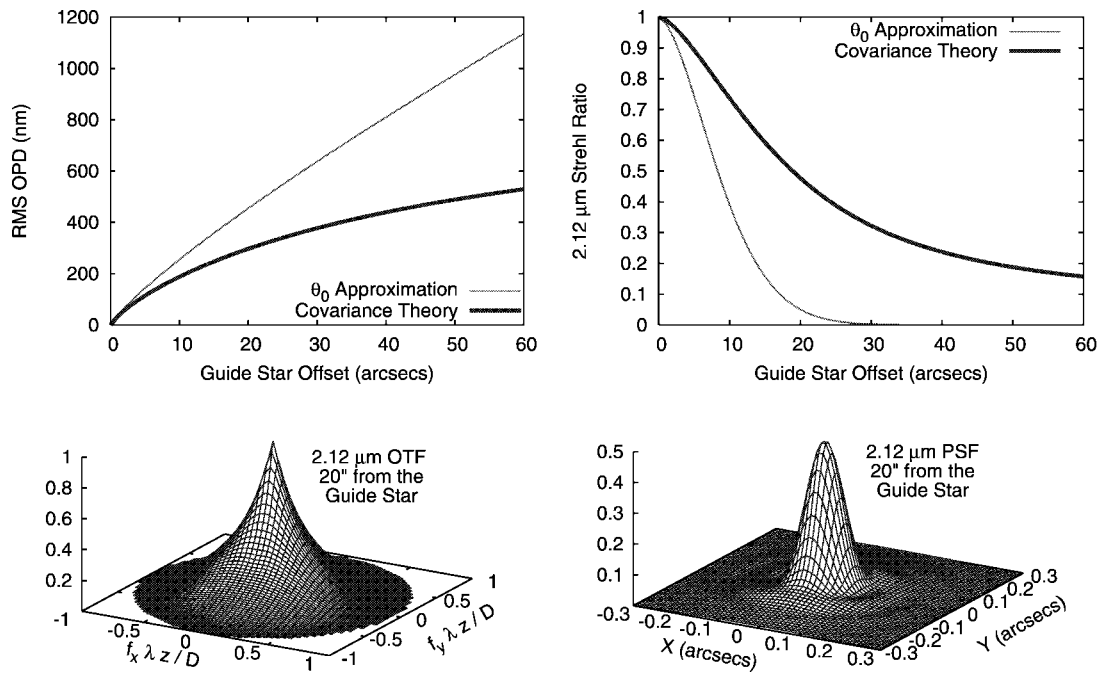 1200
1000
800
600
400
200
0
RMS OPD (nm)
θ0 Approximation
Covariance Theory
0 10 20 30 40 50 60
Guide Star Offset (arcsecs)
1
0.9
0.8
0.7
0.6
0.5
0.4
0.3
0.2
0.1
0
2.12 μm Strehl Ratio
θ0 Approximation
Covariance Theory
0 10 20 30 40 50 60
Guide Star Offset (arcsecs)
2.12 μm OTF
20" from the
Guide Star
1
0.8
0.6
0.4
0.2
-1 -0.5 0 0.5 1
fx λ z / D
-1 -0.5 0 0.5 1
fy λ z / D
2.12 μm PSF
20" from the
Guide Star
0.5
0.4
0.3
0.2
0.1
-0.3 -0.2 -0.1 0 0.1 0.2 0.3
X (arcsecs)
-0.3 -0.2 -0.1 0 0.1 0.2 0.3
Y (arcsecs)